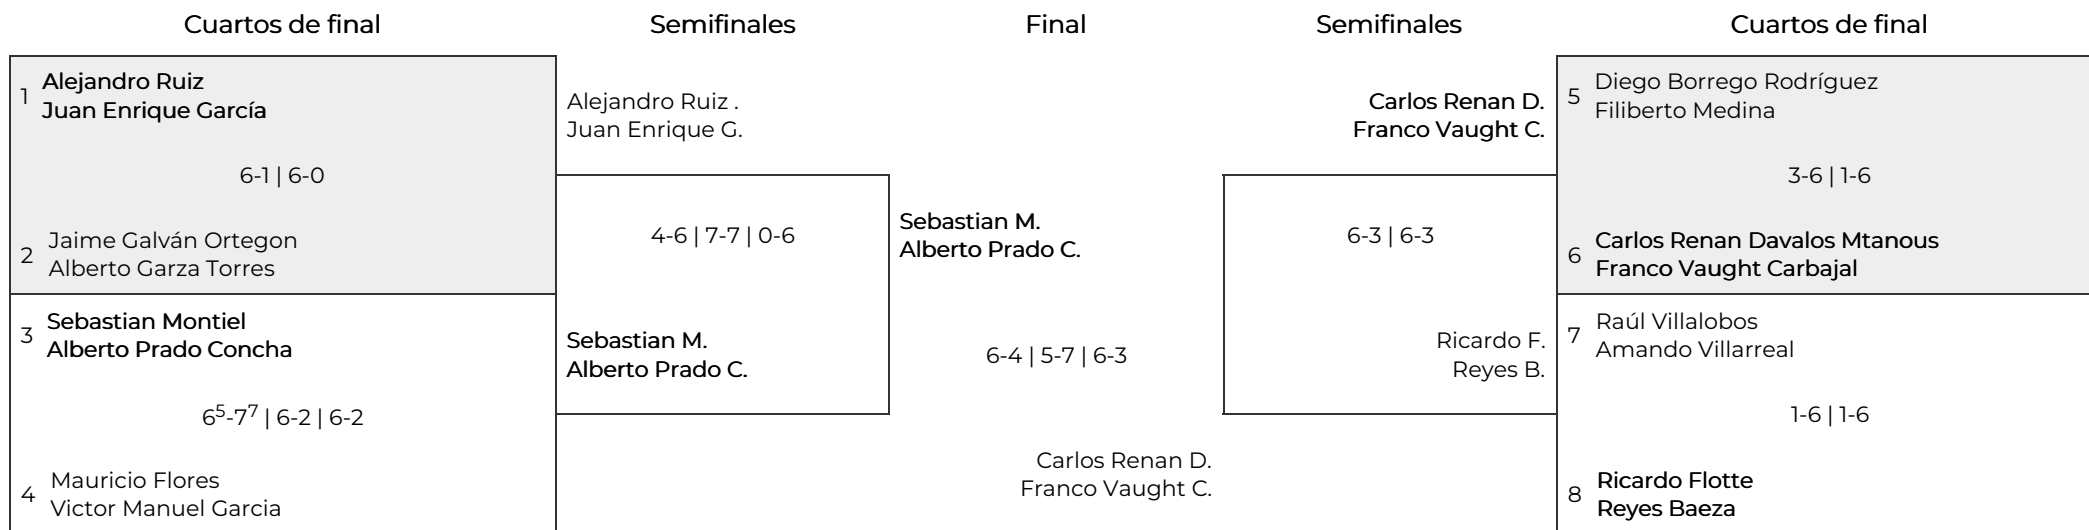 Cuartos de final
Semifinales
Final
Semifinales
Cuartos de final
1
Alejandro Ruiz
Juan Enrique García
6-1 | 6-0
2
Jaime Galván Ortegon
Alberto Garza Torres
3
Sebastian Montiel
Alberto Prado Concha
6⁵-7⁷ | 6-2 | 6-2
4
Mauricio Flores
Victor Manuel Garcia
Alejandro Ruiz .
Juan Enrique G.
4-6 | 7-7 | 0-6
Sebastian M.
Alberto Prado C.
Sebastian M.
Alberto Prado C.
6-4 | 5-7 | 6-3
Carlos Renan D.
Franco Vaught C.
Carlos Renan D.
Franco Vaught C.
6-3 | 6-3
Ricardo F.
Reyes B.
5
Diego Borrego Rodríguez
Filiberto Medina
3-6 | 1-6
6
Carlos Renan Davalos Mtanous
Franco Vaught Carbajal
7
Raúl Villalobos
Amando Villarreal
1-6 | 1-6
8
Ricardo Flotte
Reyes Baeza